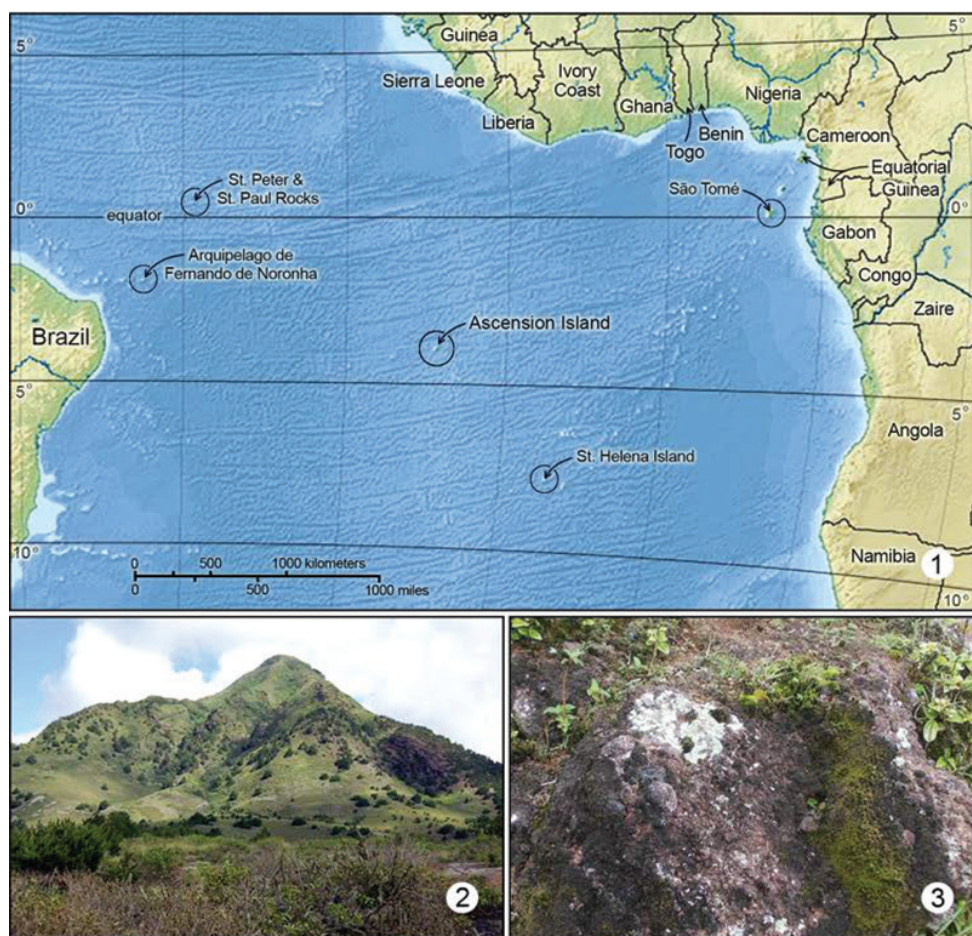 5°
5°
Guinea
Sierra Leone
Ivory
Coast
Nigeria
Ghana
Liberia
Benin
Togo
Cameroon
Equatorial
Guinea
St. Peter &
St. Paul Rocks
São Tomé
0°
equator
0°
Gabon
Arquipelago de
Fernando de Noronha
Congo
Zaire
Ascension Island
Brazil
5°
5°
Angola
St. Helena Island
10°
Namibia
1
0 500 1000 kilometers
0 500 1000 miles
10°
2
3